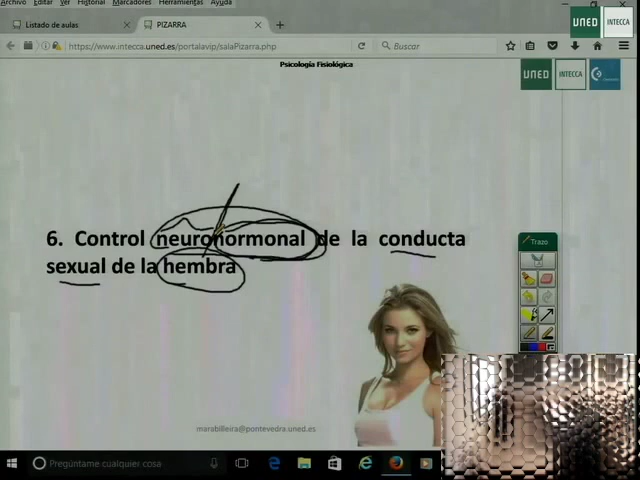 Archivo Editar Ver Historial Marcadores Herramientas Ayuda
Listado de aulas
PIZARRA
https://www.intecca.uned.es/portalavip/salaPizarra.php
Buscar
UNED INTECCA
Psicología Fisiológica
UNED INTECCA
6. Control neurohormonal de la conducta
sexual de la hembra
Trazo
marabilleira@pontevedra.uned.es
Pregúntame cualquier cosa